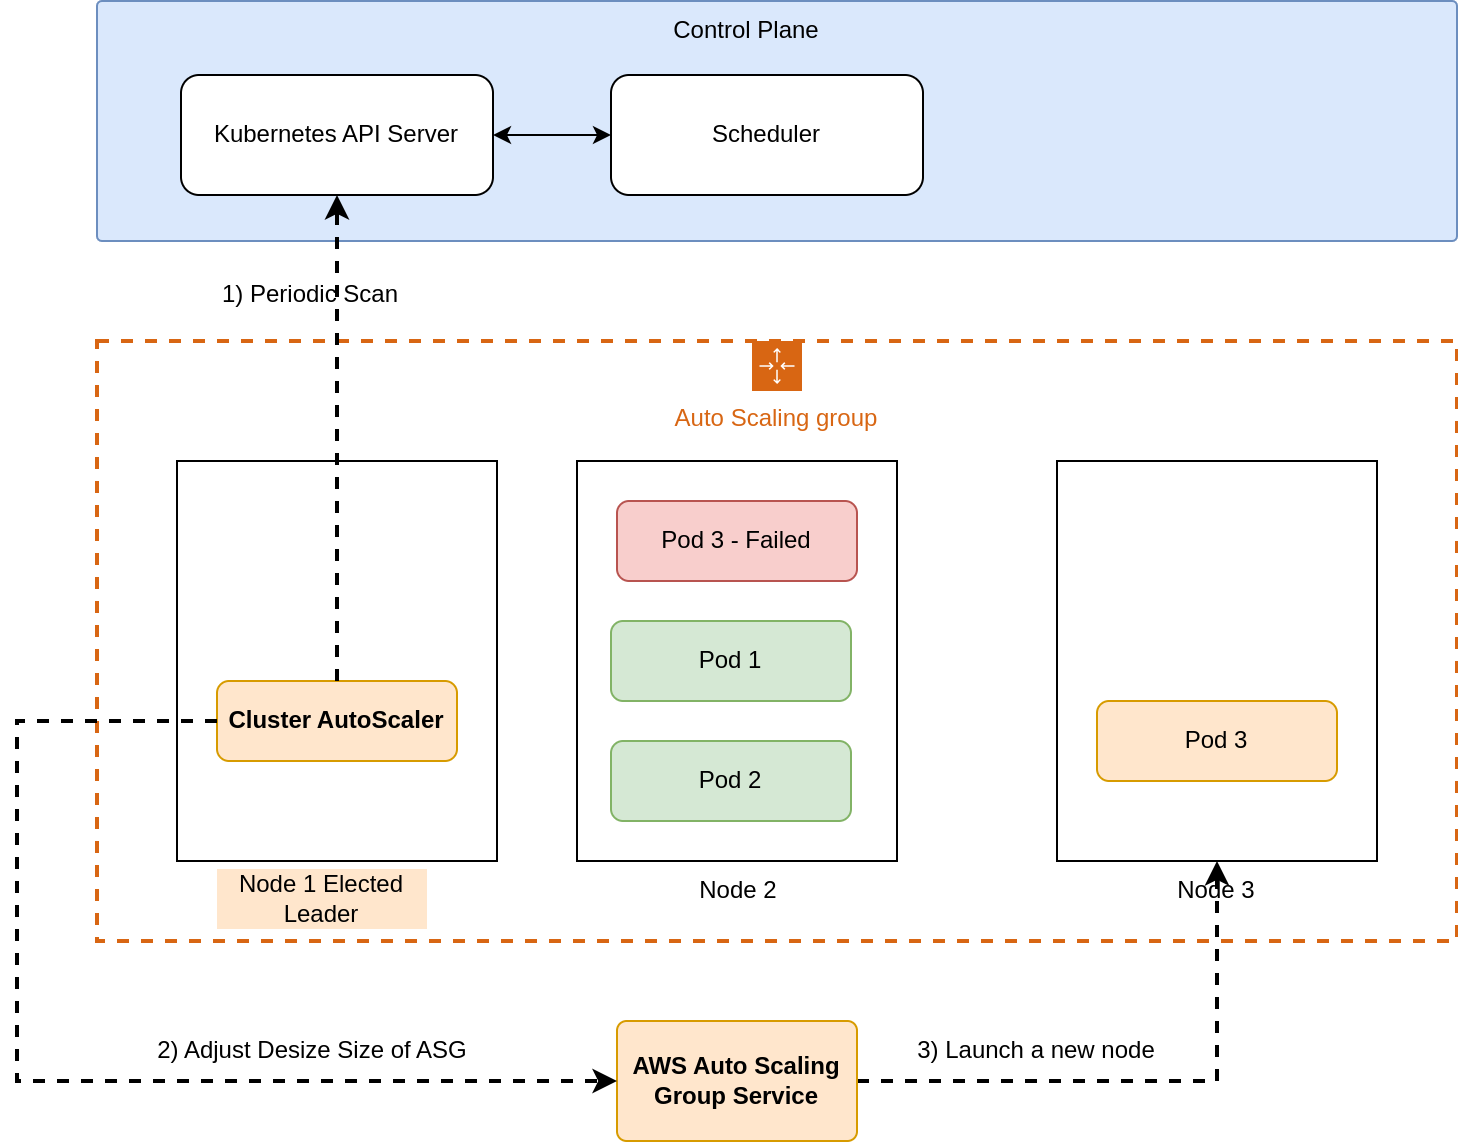 Control Plane
Kubernetes API Server
Scheduler
1) Periodic Scan
Auto Scaling group
Pod 3 - Failed
Pod 1
Cluster AutoScaler
Pod 3
Pod 2
Node 1 Elected
Leader
Node 2
Node 3
2) Adjust Desize Size of ASG
AWS Auto Scaling
Group Service
3) Launch a new node